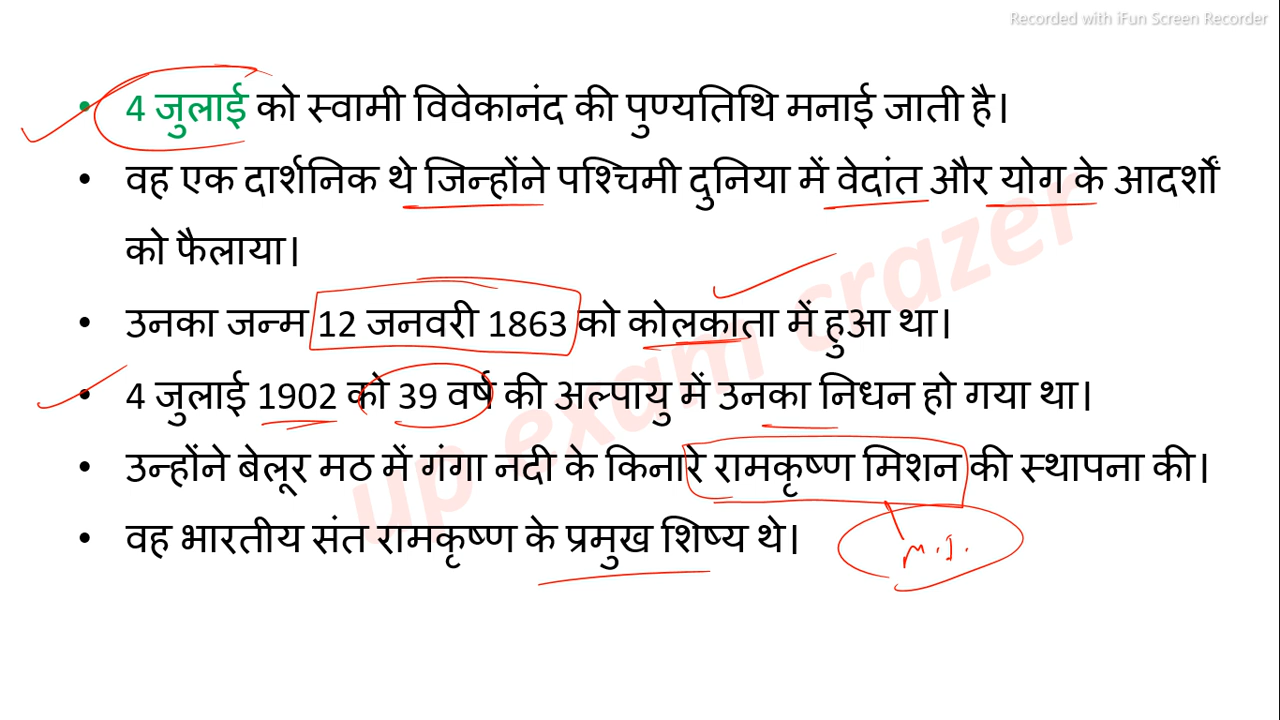 Recorded with iFun Screen Recorder
• 4 जुलाई को स्वामी विवेकानंद की पुण्यतिथि मनाई जाती है।
• वह एक दार्शनिक थे जिन्होंने पश्चिमी दुनिया में वेदांत और योग के आदर्शों
को फैलाया।
• उनका जन्म 12 जनवरी 1863 को कोलकाता में हुआ था।
• 4 जुलाई 1902 को 39 वर्ष की अल्पायु में उनका निधन हो गया था।
• उन्होंने बेलूर मठ में गंगा नदी के किनारे रामकृष्ण मिशन की स्थापना की।
• वह भारतीय संत रामकृष्ण के प्रमुख शिष्य थे।
up exam crazer